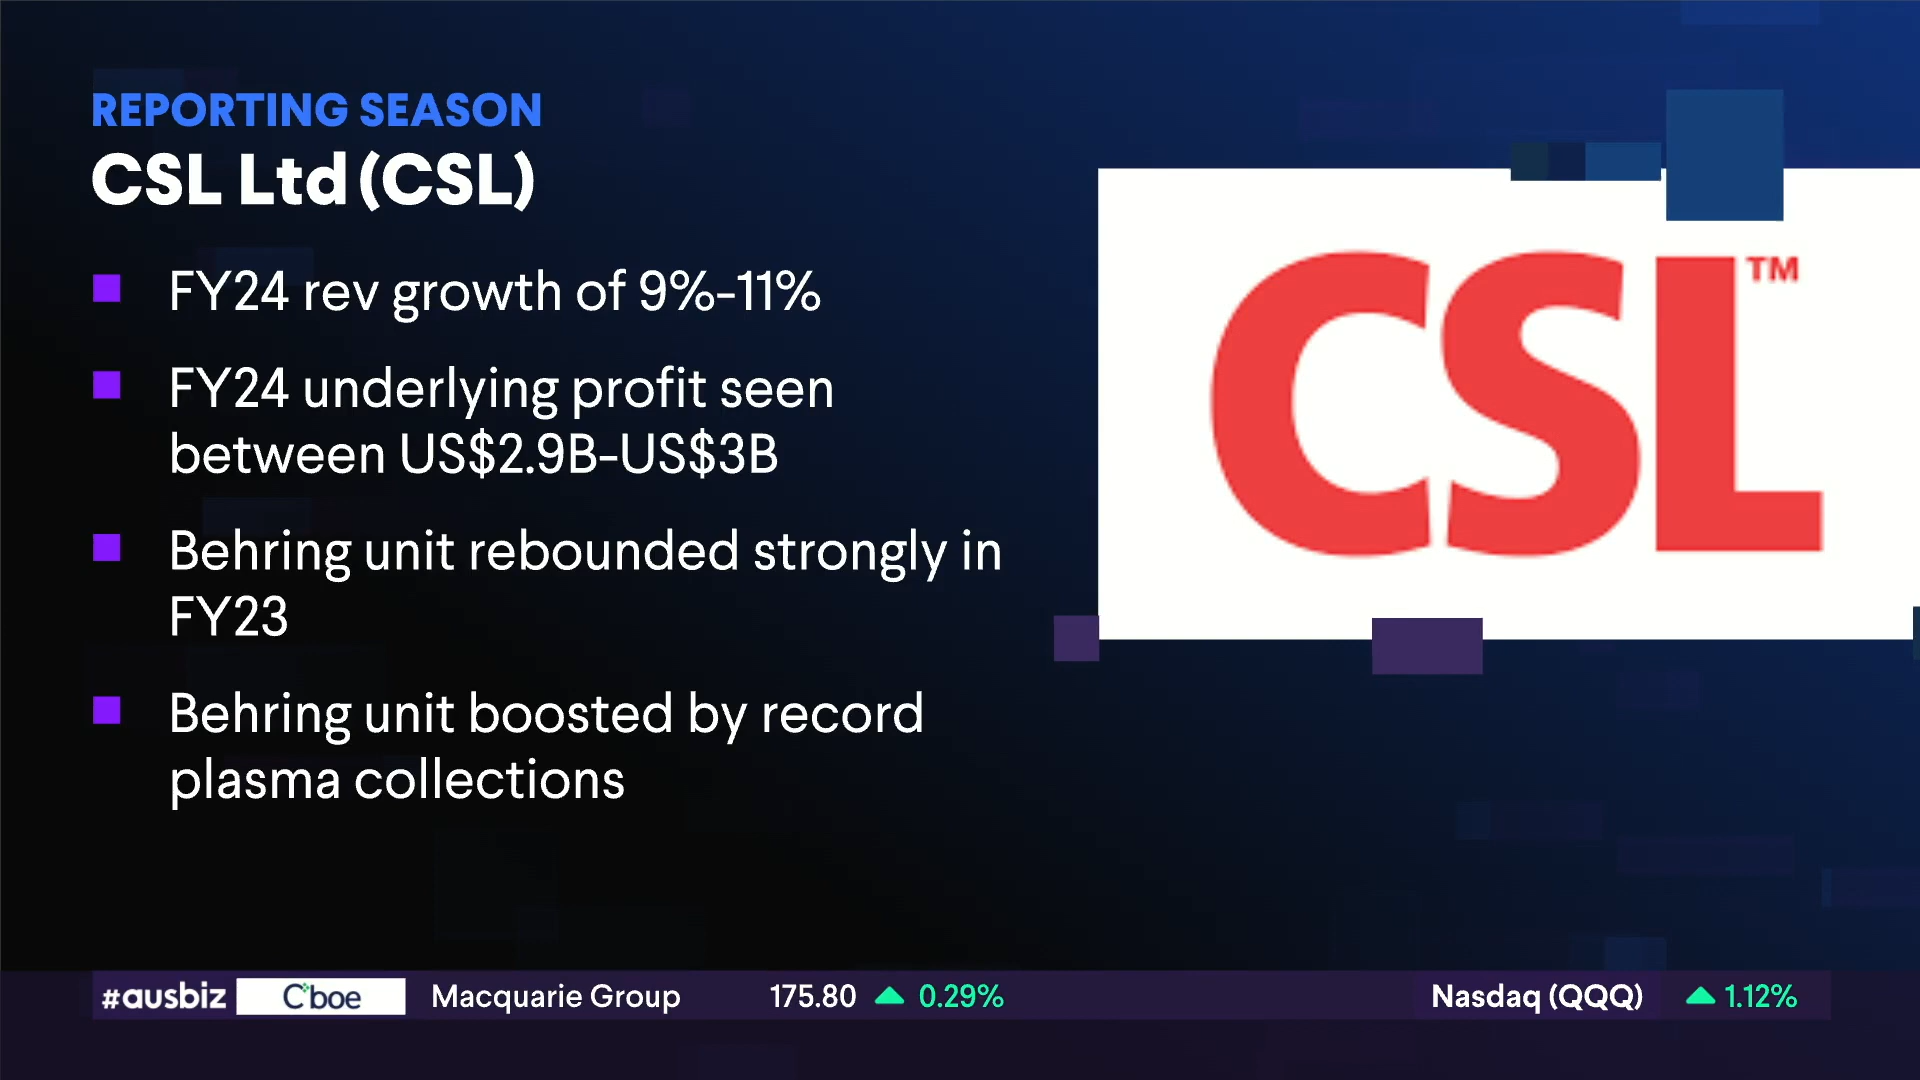 REPORTING SEASON
CSL Ltd (CSL)
FY24 rev growth of 9%-11%
FY24 underlying profit seen
between US$2.9B-US$3B
Behring unit rebounded strongly in
FY23
Behring unit boosted by record
plasma collections
CSL™
#ausbiz Cboe Macquarie Group 175.80 ▲ 0.29% Nasdaq (QQQ) ▲ 1.12%